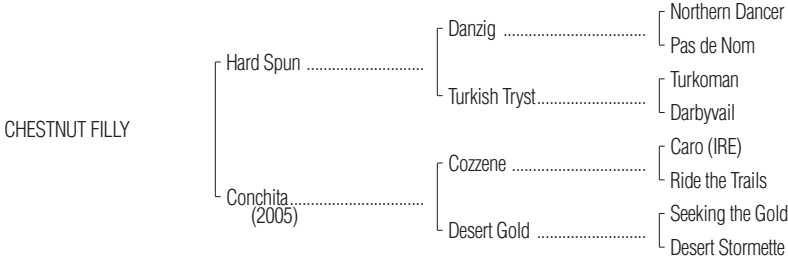 Northern Dancer
Danzig ................................
Pas de Nom
Hard Spun ..........................
Turkoman
Turkish Tryst........................
Darbyvail
CHESTNUT FILLY
Caro (IRE)
Cozzene ..............................
Ride the Trails
Conchita..............................
(2005)
Seeking the Gold
Desert Gold ........................
Desert Stormette